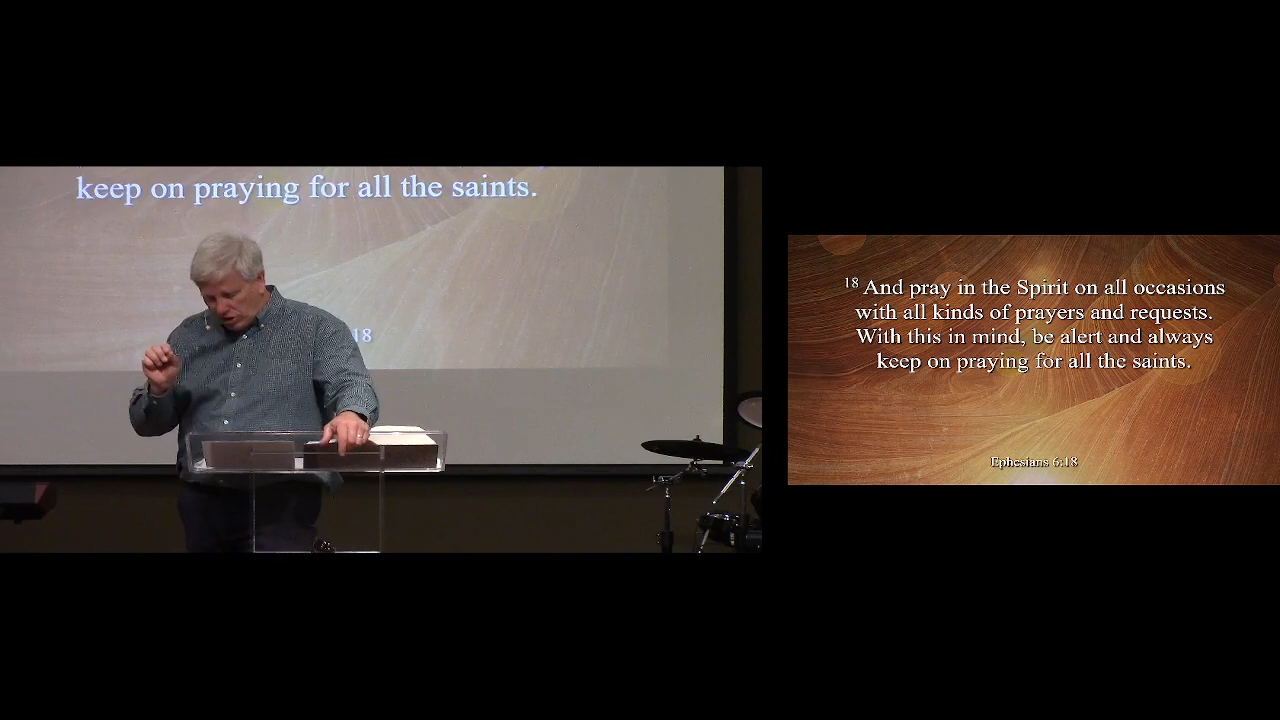 keep on praying for all the saints.
18
18 And pray in the Spirit on all occasions
with all kinds of prayers and requests.
With this in mind, be alert and always
keep on praying for all the saints.
Ephesians 6:18